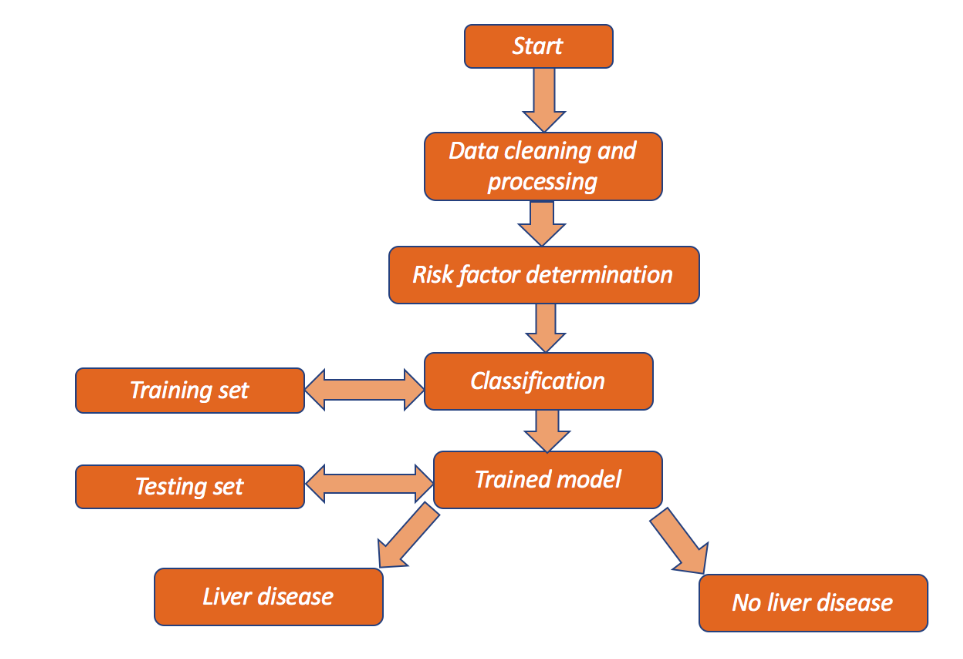 Start
Data cleaning and
processing
Risk factor determination
Classification
Training set
Trained model
Testing set
Liver disease
No liver disease